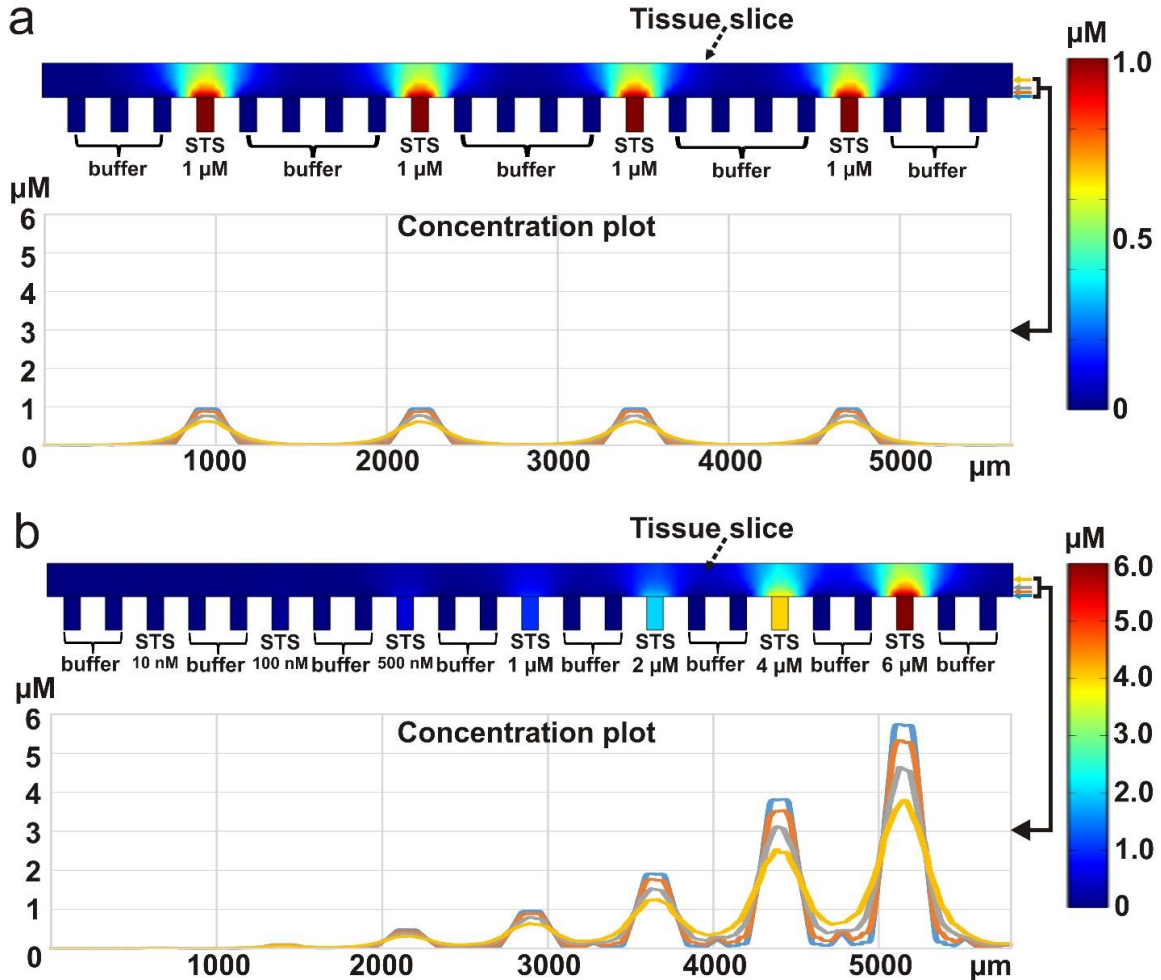 a
Tissue slice
µM
1.0
0.5
0
STS STS STS STS
buffer 1 µM buffer 1 µM buffer 1 µM buffer 1 µM buffer
µM
Concentration plot
6
5
4
3
2
1
0
1000 2000 3000 4000 5000 µm
b
Tissue slice
µM
6.0
5.0
4.0
3.0
2.0
1.0
0
STS STS STS STS STS STS STS
buffer 10 nM buffer 100 nM buffer 500 nM buffer 1 µM buffer 2 µM buffer 4 µM buffer 6 µM buffer
µM
Concentration plot
6
5
4
3
2
1
0
1000 2000 3000 4000 5000 µm